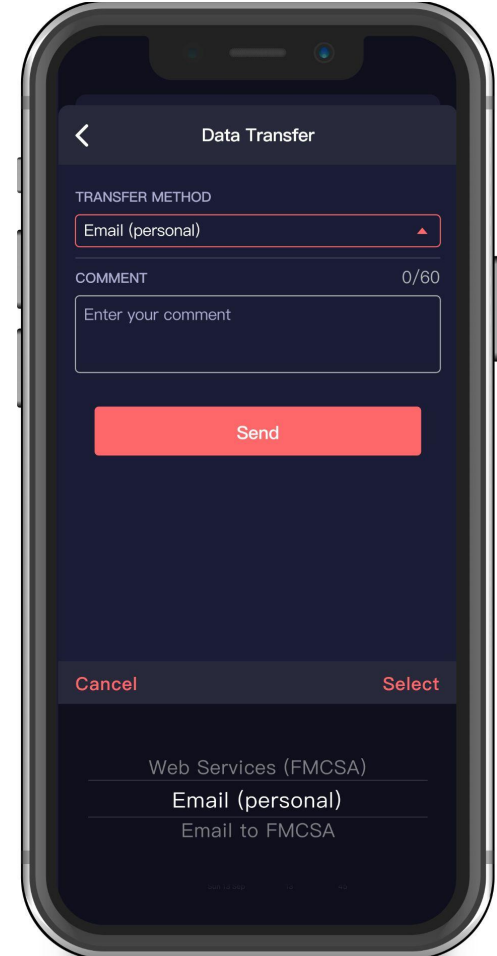 Data Transfer
TRANSFER METHOD
Email (personal)
COMMENT 0/60
Enter your comment
Send
Cancel Select
Web Services (FMCSA)
Email (personal)
Email to FMCSA